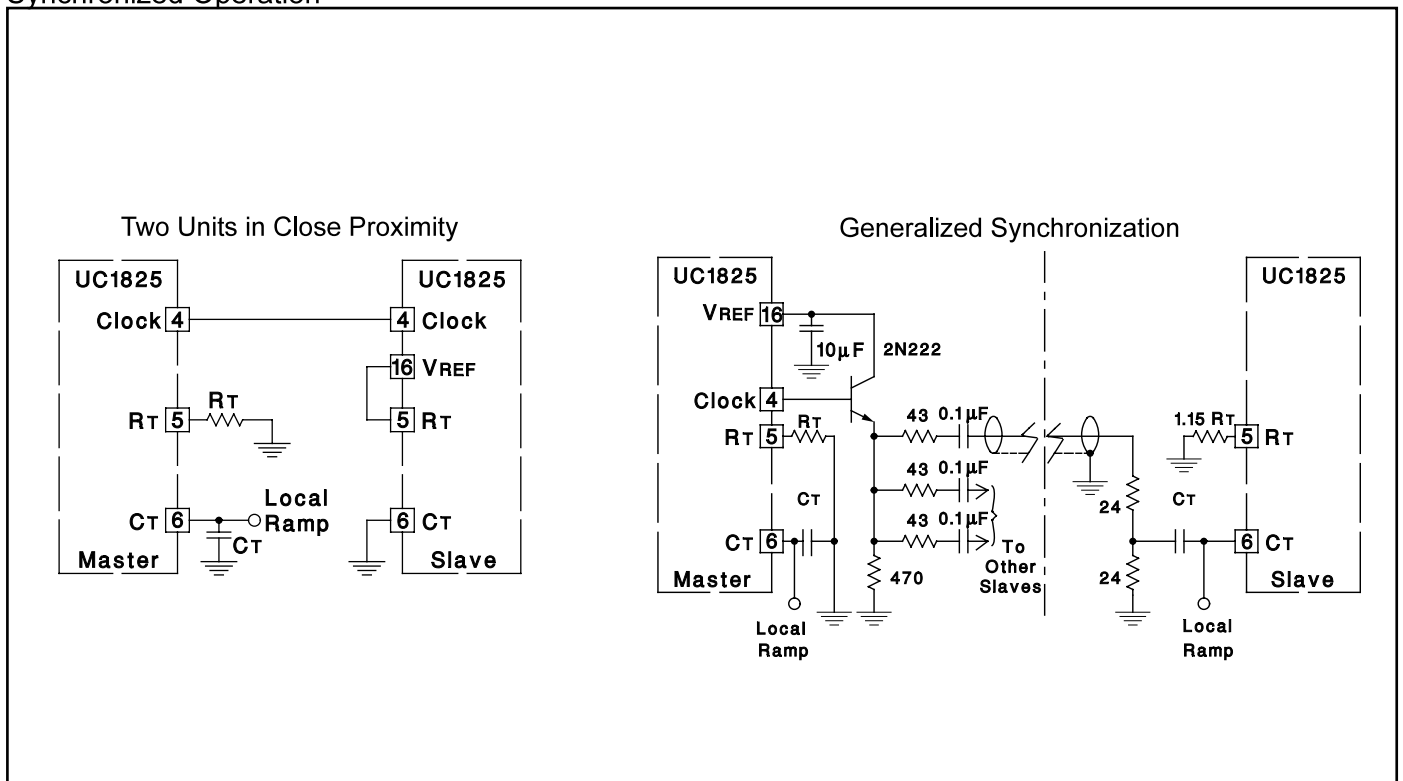 Synchronized Operation
Two Units in Close Proximity
UC1825
Clock 4
RT 5
RT
CT 6
Local
Ramp
CT
Master
UC1825
4 Clock
16 VREF
5 RT
6 CT
Slave
Generalized Synchronization
UC1825
VREF 16
10µF
2N222
Clock 4
RT 5
RT
43 0.1µF
43 0.1µF
43 0.1µF
CT
CT 6
To
Other
Slaves
470
Master
Local
Ramp
UC1825
1.15 RT
5 RT
24
CT
6 CT
24
Slave
Local
Ramp